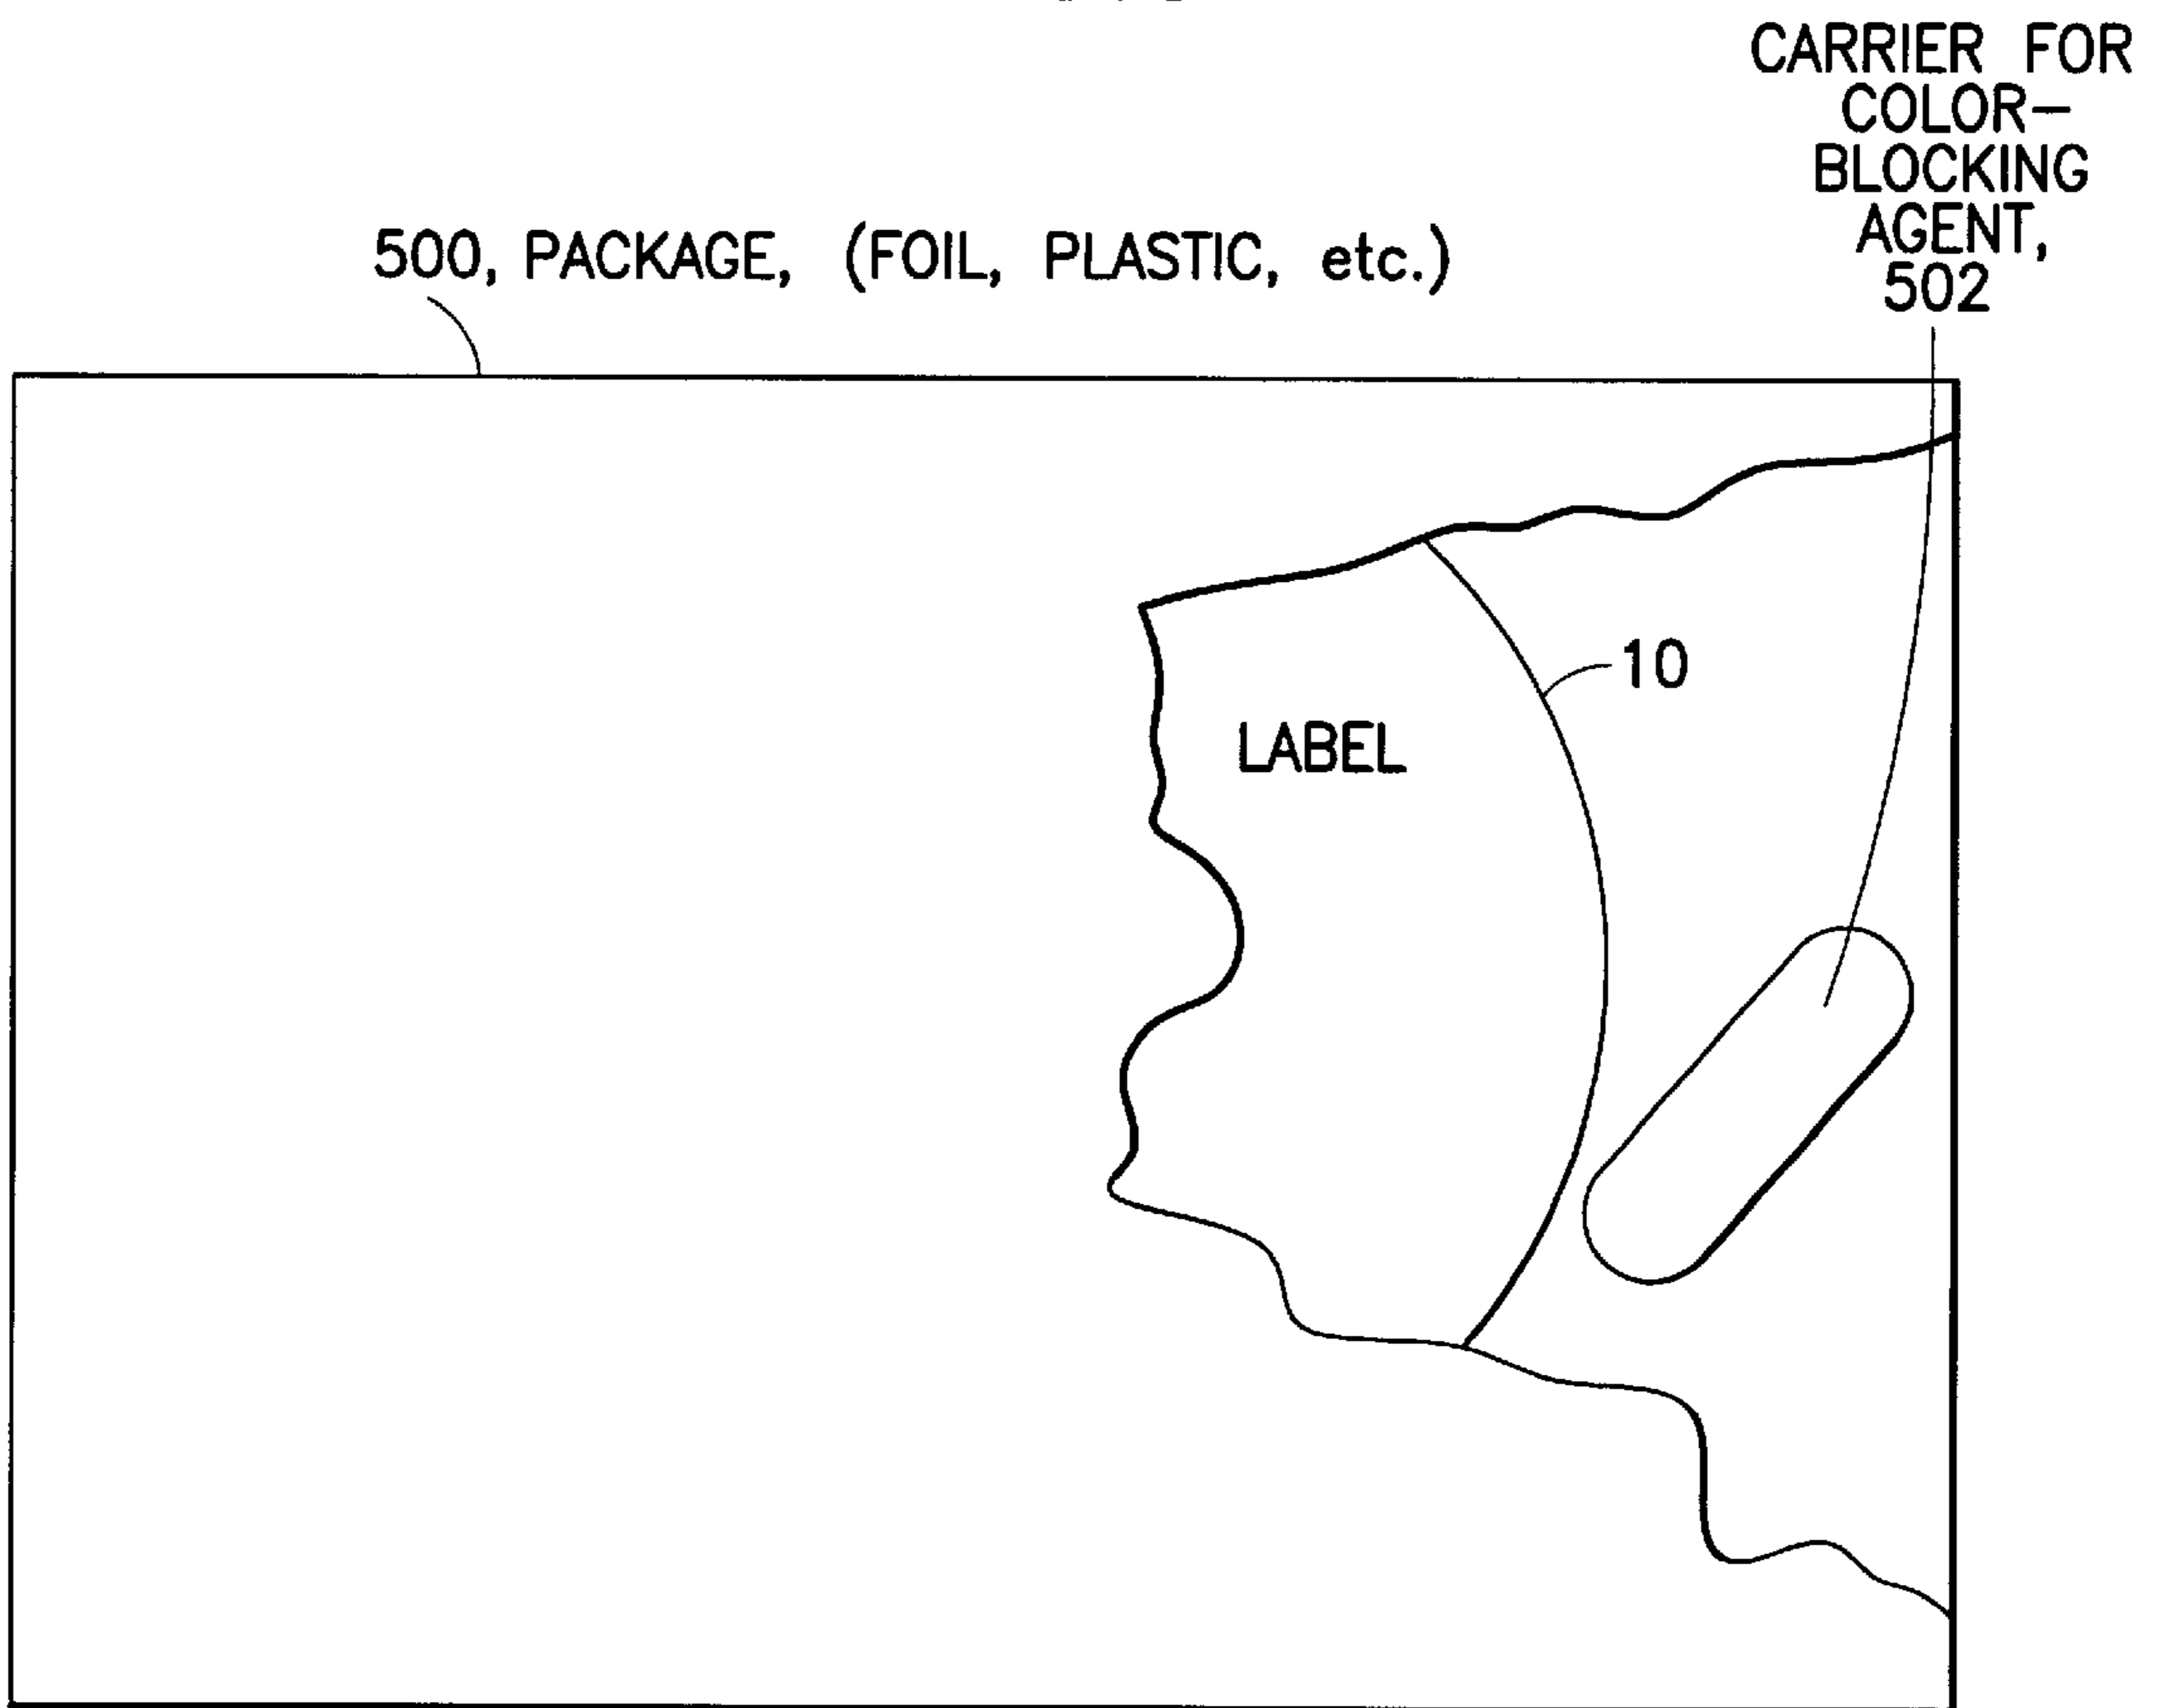 CARRIER FOR
COLOR–
BLOCKING
AGENT,
502
500, PACKAGE, (FOIL, PLASTIC, etc.)
10
LABEL